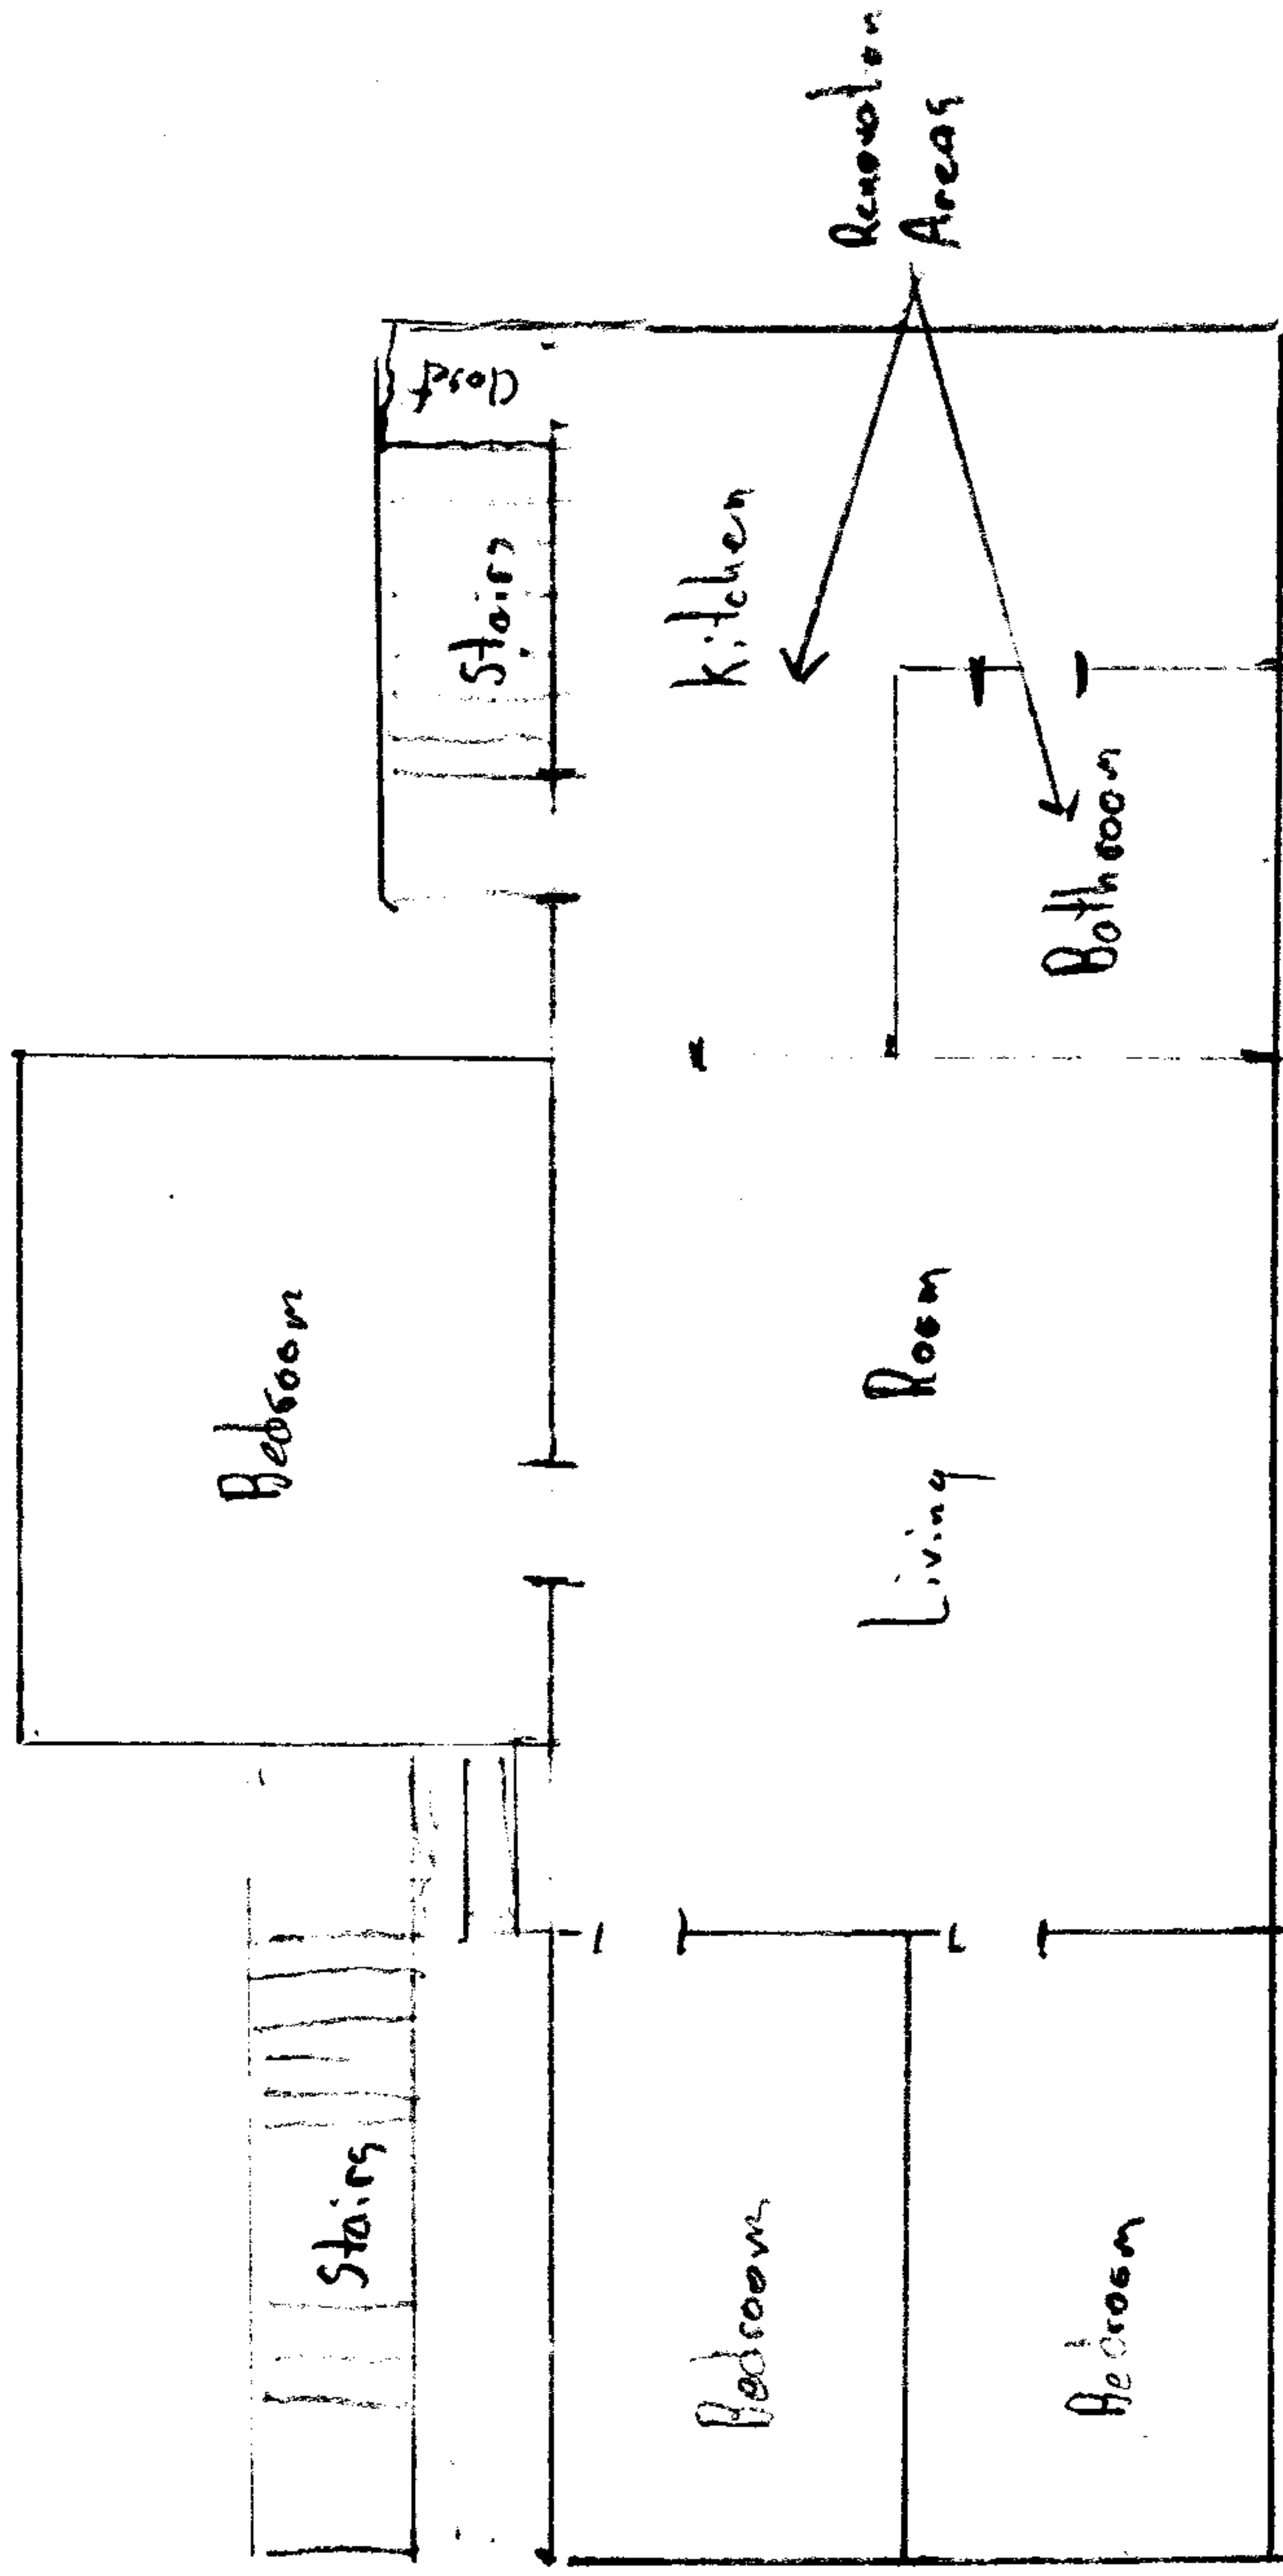 Bedroom
Stairs
Closet
Stairs
Kitchen
Renovation
Areas
Bathroom
Living Room
Bedroom
Bedroom